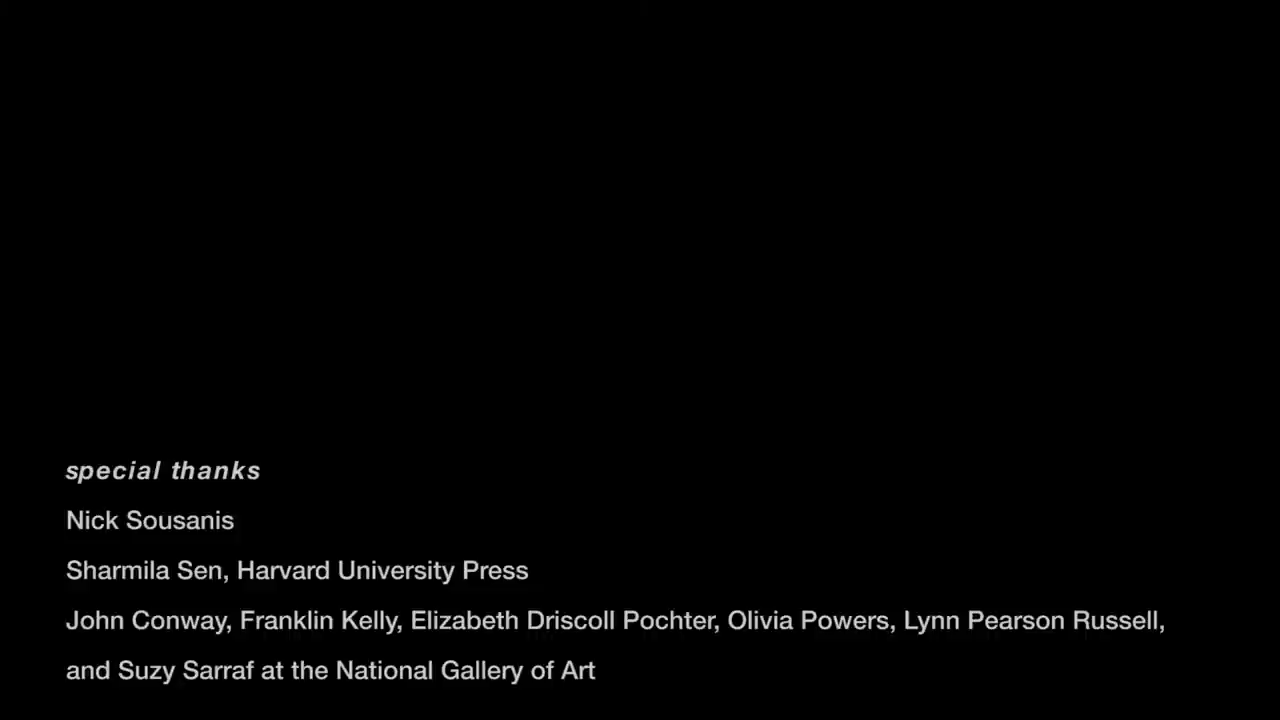 special thanks
Nick Sousanis
Sharmila Sen, Harvard University Press
John Conway, Franklin Kelly, Elizabeth Driscoll Pochter, Olivia Powers, Lynn Pearson Russell,
and Suzy Sarraf at the National Gallery of Art